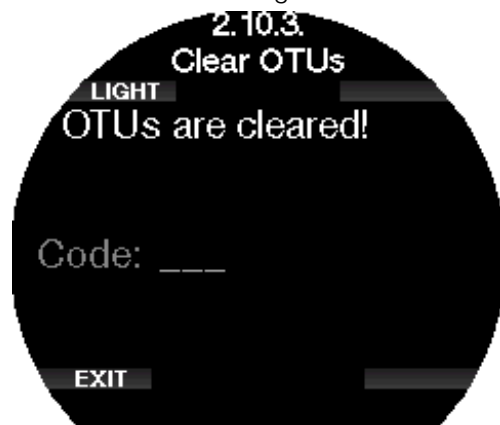 2.10.3.
Clear OTUs
LIGHT
OTUs are cleared!
Code: ___
EXIT